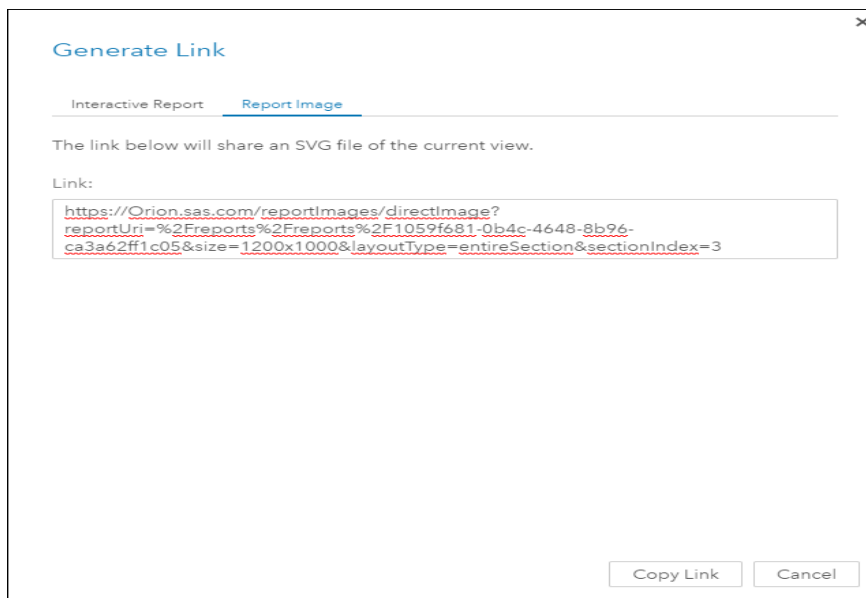 Generate Link
Interactive Report Report Image
The link below will share an SVG file of the current view.
Link:
https://Orion.sas.com/reportImages/directImage?
reportUri=%2Freports%2Freports%2F1059f681-0b4c-4648-8b96-
ca3a62ff1c05&size=1200x1000&layoutType=entireSection&sectionIndex=3
Copy Link Cancel